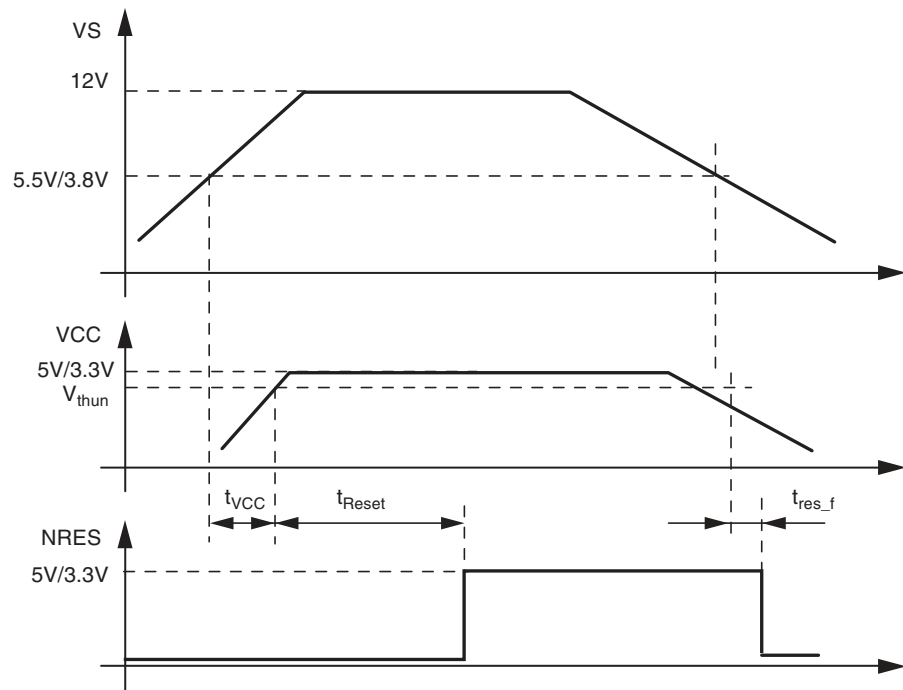 VS
12V
5.5V/3.8V
VCC
5V/3.3V
Vthun
tVCC
tReset
tres_f
NRES
5V/3.3V